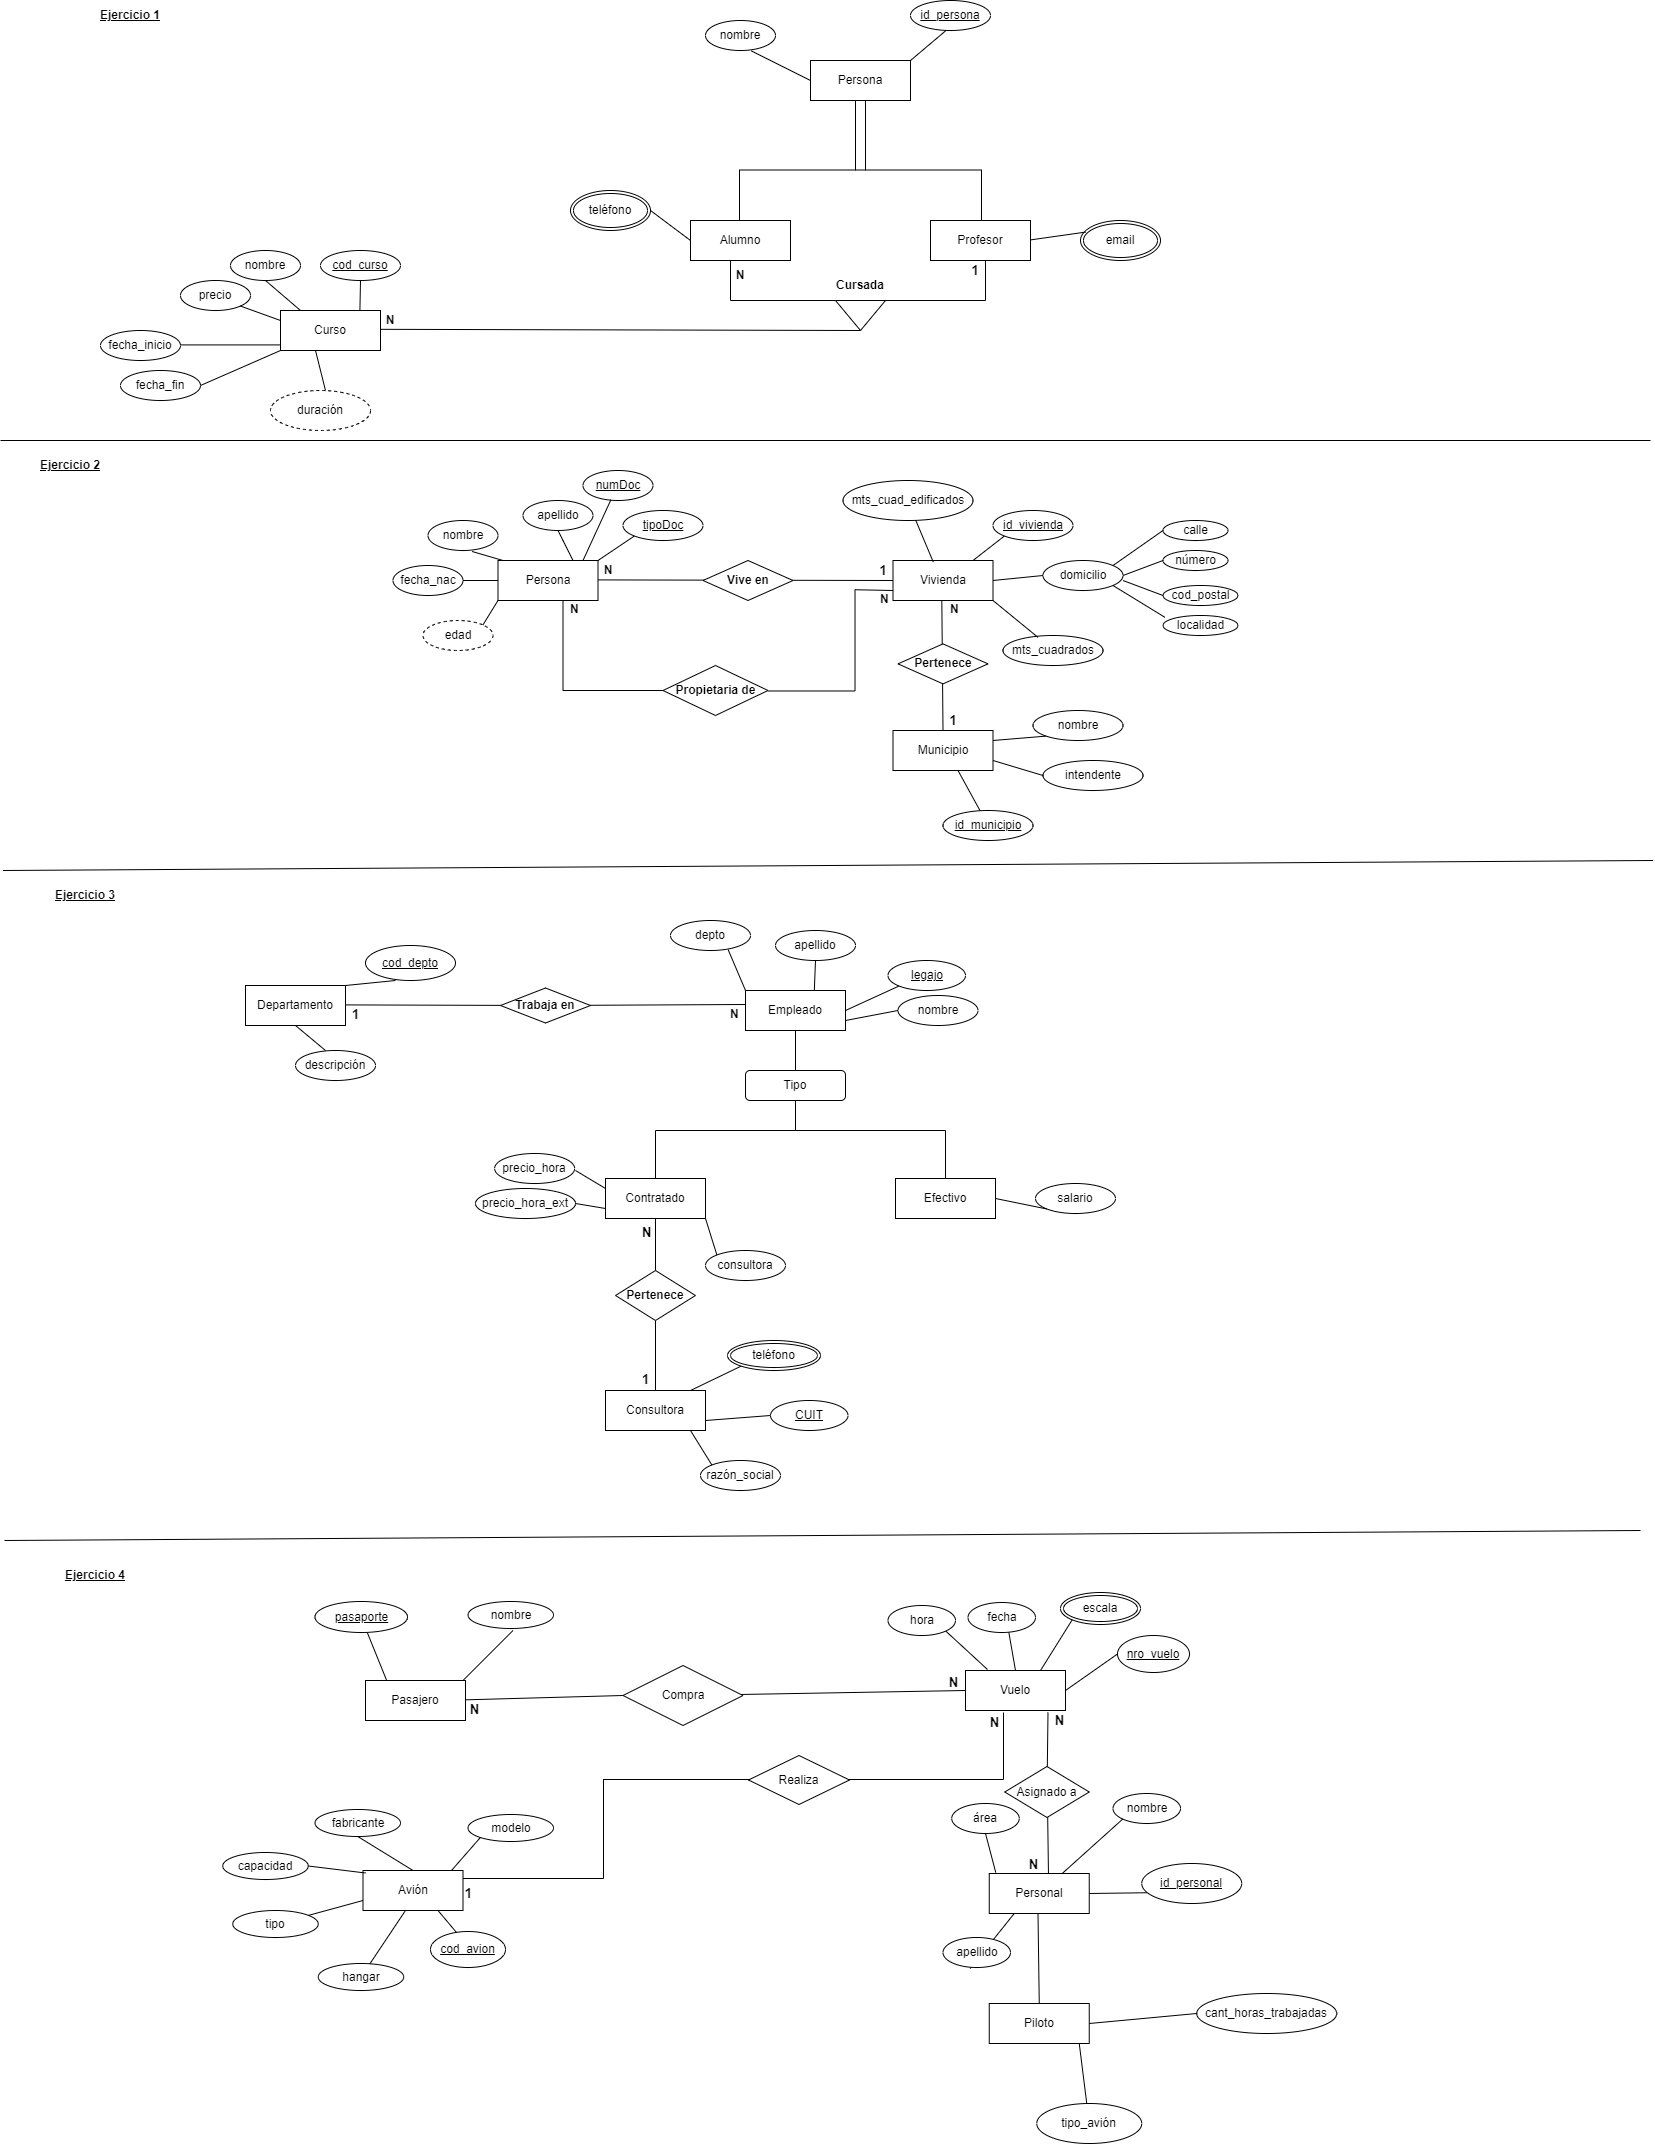 Ejercicio 1
id_persona
nombre
Persona
teléfono
Alumno
Profesor
email
N
1
Cursada
nombre
cod_curso
precio
Curso
N
fecha_inicio
fecha_fin
duración
Ejercicio 2
numDoc
apellido
tipoDoc
nombre
fecha_nac
Persona
N
N
edad
Vive en
Propietaria de
mts_cuad_edificados
id_vivienda
1
N
Vivienda
N
domicilio
calle
número
cod_postal
localidad
mts_cuadrados
Pertenece
1
Municipio
nombre
intendente
id_municipio
Ejercicio 3
cod_depto
Departamento
1
descripción
Trabaja en
depto
apellido
legajo
nombre
N
Empleado
Tipo
precio_hora
precio_hora_ext
Contratado
Efectivo
salario
N
consultora
Pertenece
1
teléfono
Consultora
CUIT
razón_social
Ejercicio 4
pasaporte
nombre
Pasajero
N
Compra
hora
fecha
escala
nro_vuelo
N
Vuelo
N
N
Realiza
Asignado a
fabricante
modelo
capacidad
Avión
1
tipo
cod_avion
hangar
área
nombre
N
Personal
id_personal
apellido
Piloto
cant_horas_trabajadas
tipo_avión